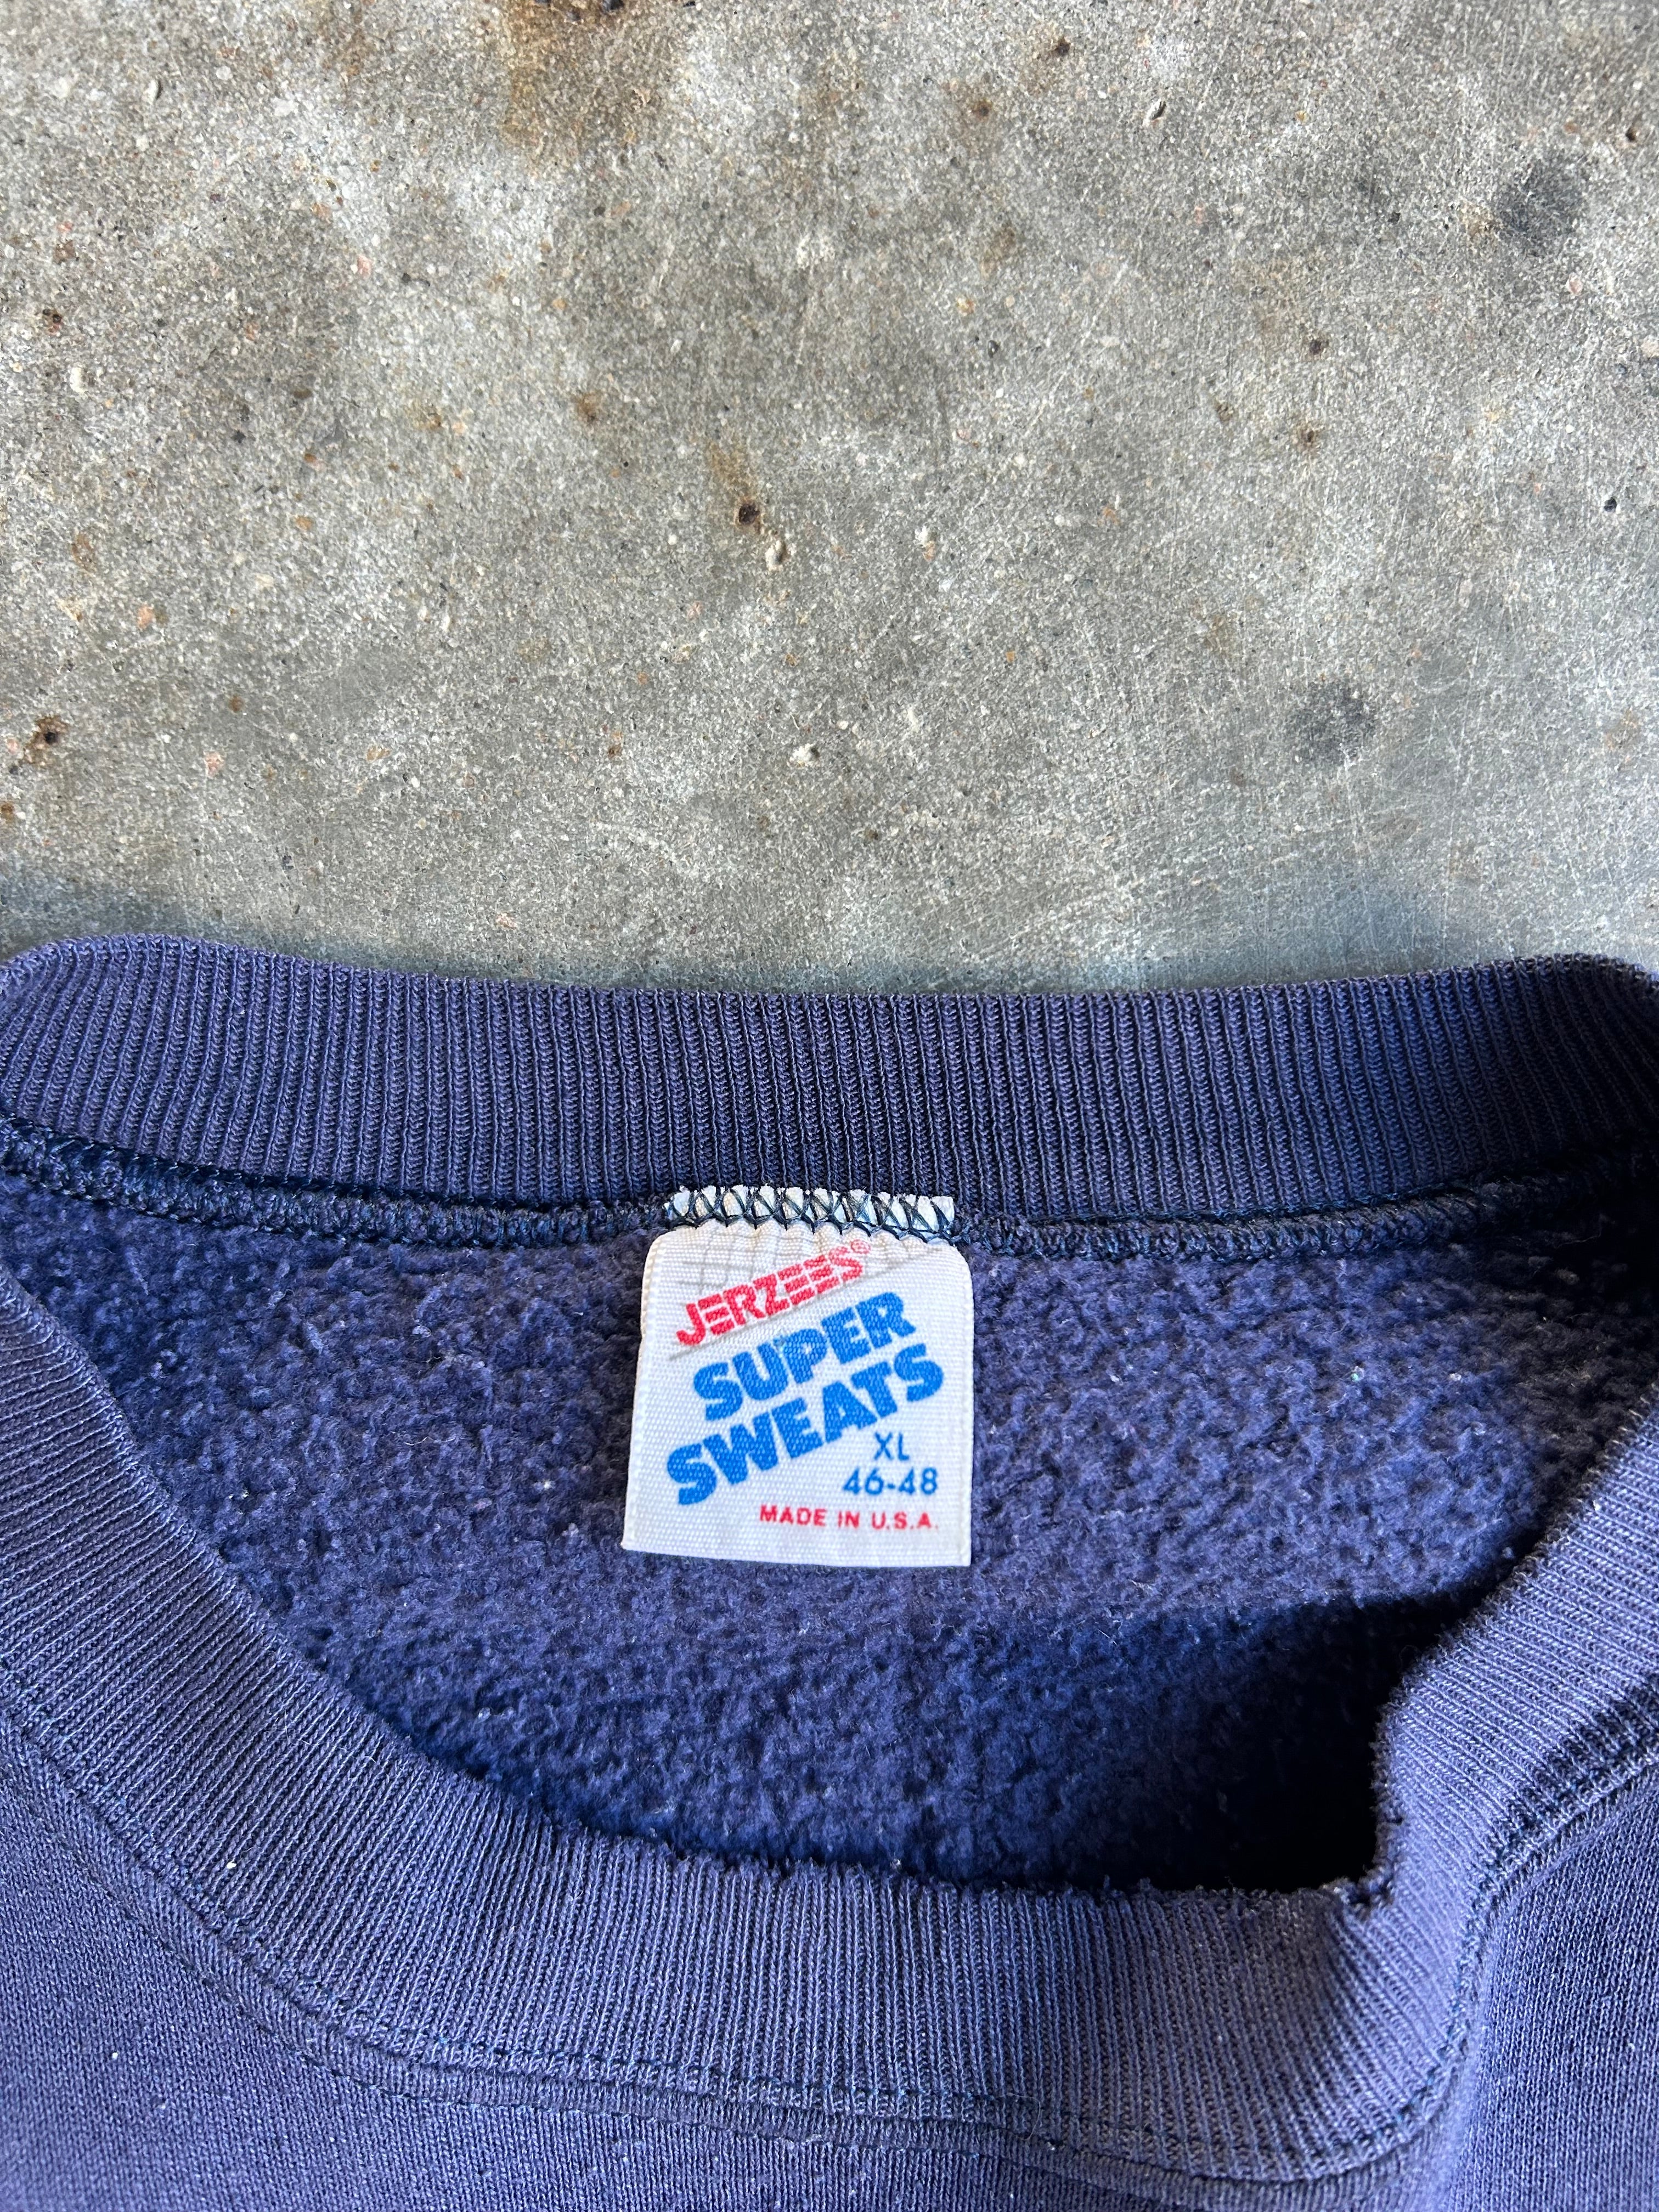 JERZEES®
SUPER
SWEATS
XL
46-48
MADE IN U.S.A.